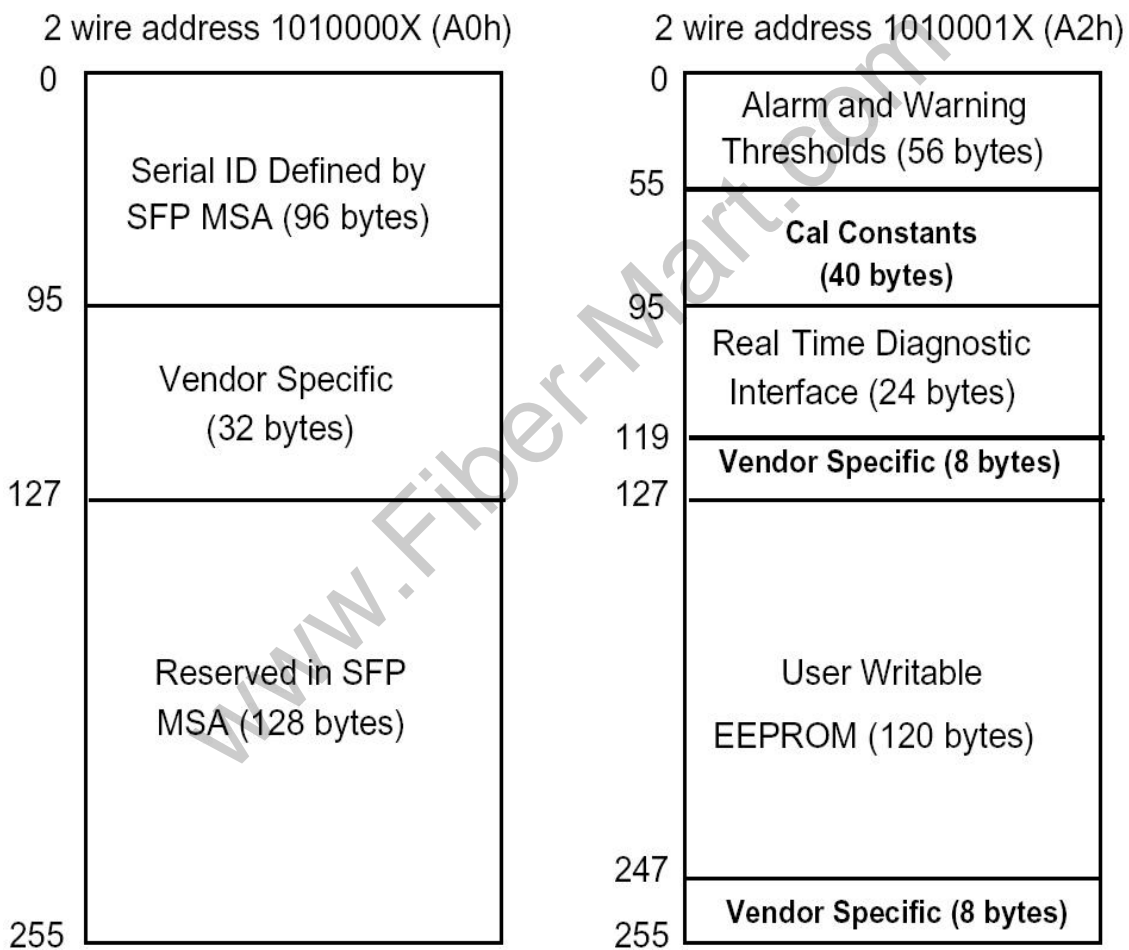 2 wire address 1010000X (A0h)
0
Serial ID Defined by
SFP MSA (96 bytes)
95
Vendor Specific
(32 bytes)
127
Reserved in SFP
MSA (128 bytes)
255
2 wire address 1010001X (A2h)
0
Alarm and Warning
Thresholds (56 bytes)
55
Cal Constants
(40 bytes)
95
Real Time Diagnostic
Interface (24 bytes)
119
Vendor Specific (8 bytes)
127
User Writable
EEPROM (120 bytes)
247
Vendor Specific (8 bytes)
255
www.Fiber-Mart.com